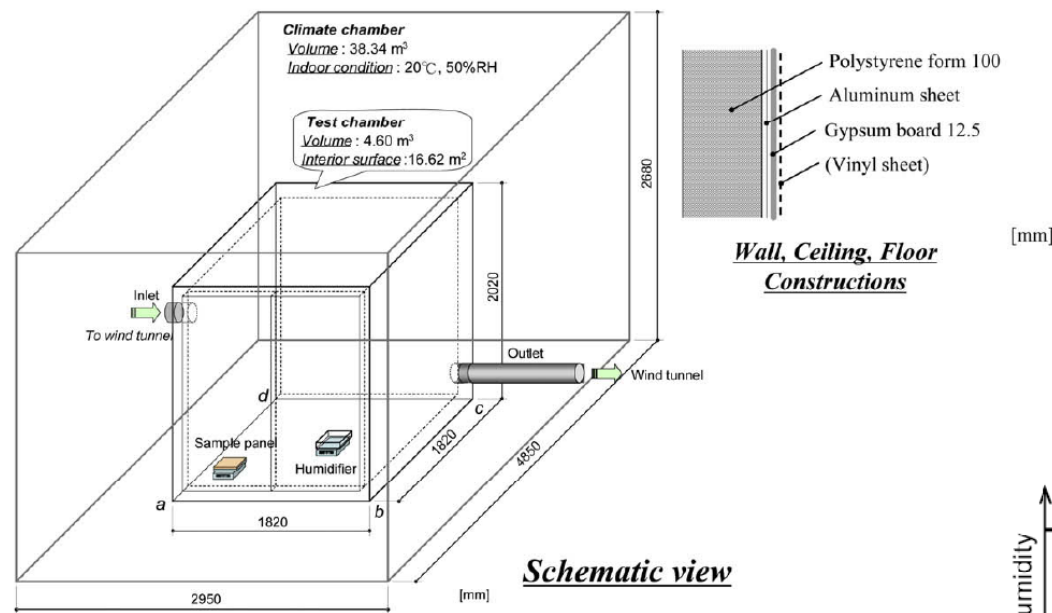 Climate chamber
Volume : 38.34 m³
Indoor condition : 20℃, 50%RH
Test chamber
Volume : 4.60 m³
Interior surface :16.62 m²
Polystyrene form 100
Aluminum sheet
Gypsum board 12.5
(Vinyl sheet)
Wall, Ceiling, Floor
Constructions
[mm]
2680
2020
Inlet
To wind tunnel
Outlet
Wind tunnel
d
c
Sample panel
Humidifier
a
b
1820
1820
4850
2950
[mm]
Schematic view